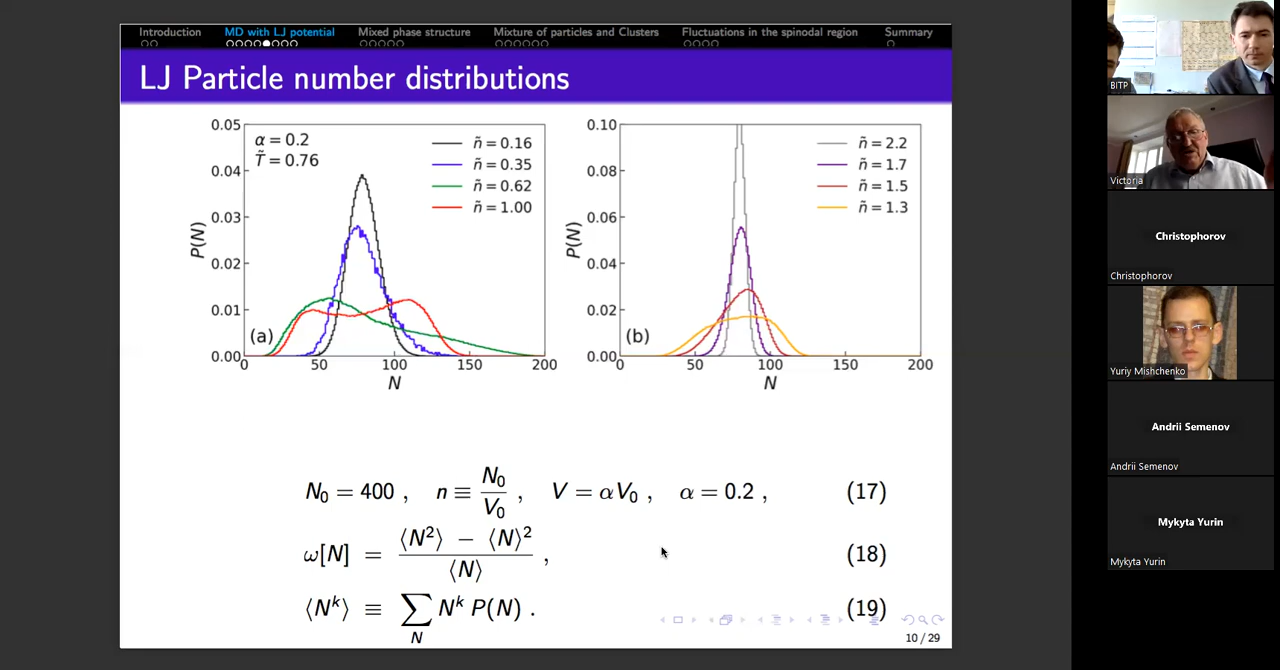 Introduction
MD with LJ potential
Mixed phase structure
Mixture of particles and Clusters
Fluctuations in the spinodal region
Summary
LJ Particle number distributions
0.05
0.04
0.03
0.02
0.01
0.00
P(N)
α = 0.2
T̃ = 0.76
ñ = 0.16
ñ = 0.35
ñ = 0.62
ñ = 1.00
(a)
0 50 100 150 200
N
0.10
0.08
0.06
0.04
0.02
0.00
P(N)
ñ = 2.2
ñ = 1.7
ñ = 1.5
ñ = 1.3
(b)
0 50 100 150 200
N
N₀ = 400 , n ≡ N₀/V₀ , V = αV₀ , α = 0.2 , (17)
ω[N] = (⟨N²⟩ − ⟨N⟩²)/⟨N⟩ , (18)
⟨Nᵏ⟩ ≡ ∑_N Nᵏ P(N) . (19)
10 / 29
BITP
Victoria
Christophorov
Christophorov
Yuriy Mishchenko
Andrii Semenov
Andrii Semenov
Mykyta Yurin
Mykyta Yurin